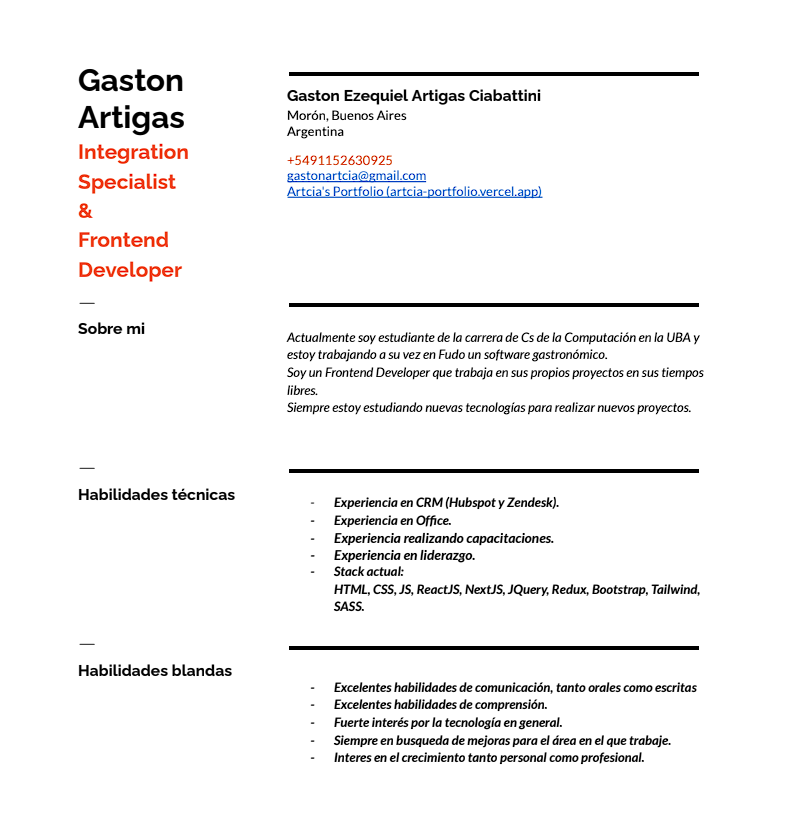 Gaston
Artigas
Integration
Specialist
&
Frontend
Developer
Gaston Ezequiel Artigas Ciabattini
Morón, Buenos Aires
Argentina
+5491152630925
gastonartcia@gmail.com
Artcia's Portfolio (artcia-portfolio.vercel.app)
—
Sobre mi
Actualmente soy estudiante de la carrera de Cs de la Computación en la UBA y
estoy trabajando a su vez en Fudo un software gastronómico.
Soy un Frontend Developer que trabaja en sus propios proyectos en sus tiempos
libres.
Siempre estoy estudiando nuevas tecnologías para realizar nuevos proyectos.
—
Habilidades técnicas
- Experiencia en CRM (Hubspot y Zendesk).
- Experiencia en Office.
- Experiencia realizando capacitaciones.
- Experiencia en liderazgo.
- Stack actual:
HTML, CSS, JS, ReactJS, NextJS, JQuery, Redux, Bootstrap, Tailwind,
SASS.
—
Habilidades blandas
- Excelentes habilidades de comunicación, tanto orales como escritas
- Excelentes habilidades de comprensión.
- Fuerte interés por la tecnología en general.
- Siempre en busqueda de mejoras para el área en el que trabaje.
- Interes en el crecimiento tanto personal como profesional.